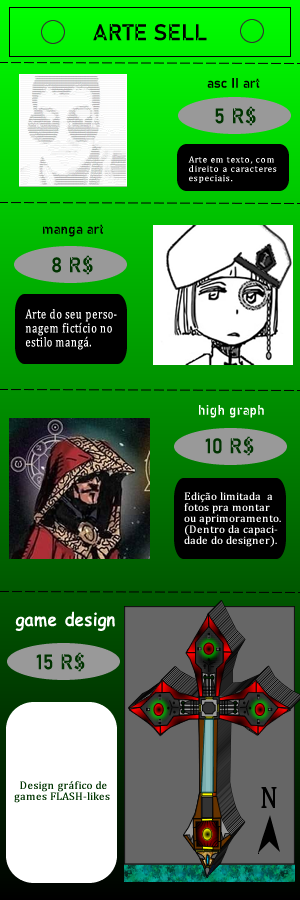 ARTE SELL
asc II art
5 R$
Arte em texto, com
direito a caracteres
especiais.
manga art
8 R$
Arte do seu perso-
nagem fictício no
estilo mangá.
high graph
10 R$
Edição limitada a
fotos pra montar
ou aprimoramento.
(Dentro da capaci-
dade do designer).
game design
15 R$
Design gráfico de
games FLASH-likes
N